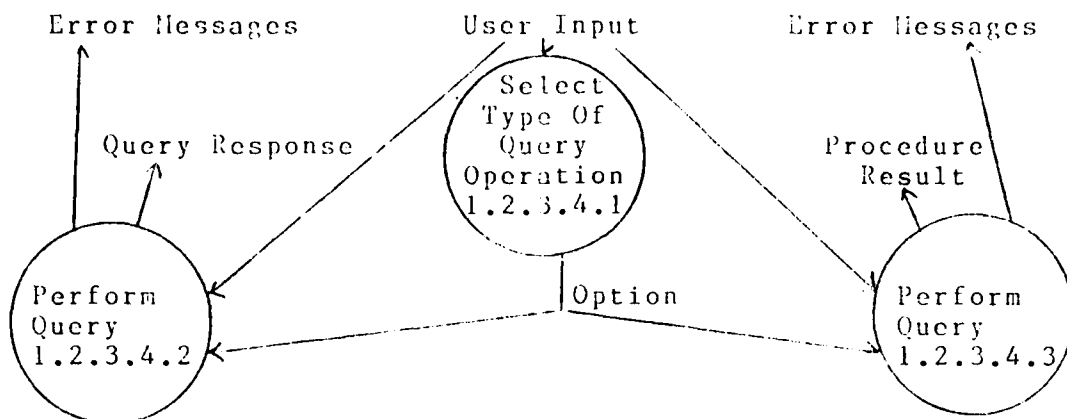 Error Messages
User Input
Error Messages
Select
Type Of
Query
Operation
1.2.3.4.1
Query Response
Procedure
Result
Option
Perform
Query
1.2.3.4.2
Perform
Query
1.2.3.4.3